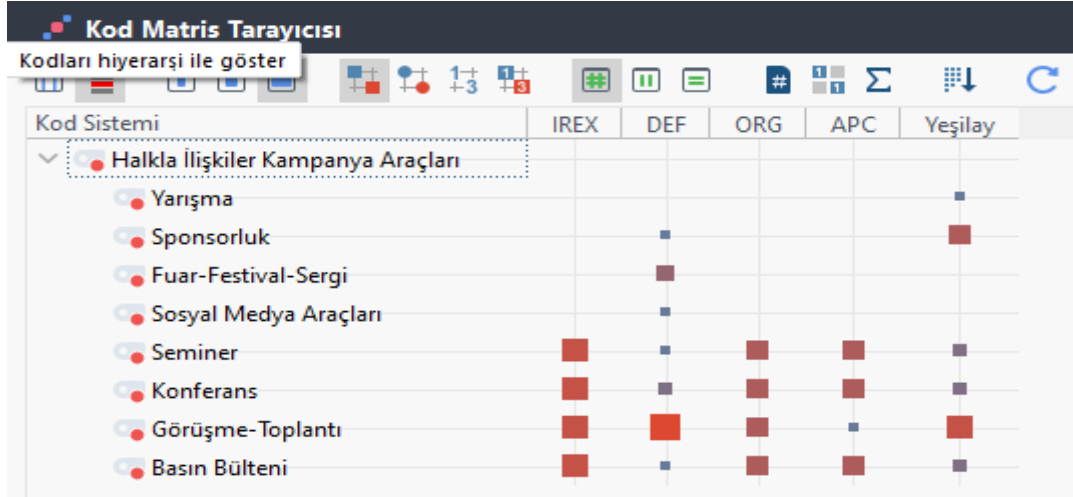 Kod Matris Tarayıcısı
Kodları hiyerarşi ile göster
Kod Sistemi IREX DEF ORG APC Yeşilay
Halkla İlişkiler Kampanya Araçları
Yarışma
Sponsorluk
Fuar-Festival-Sergi
Sosyal Medya Araçları
Seminer
Konferans
Görüşme-Toplantı
Basın Bülteni